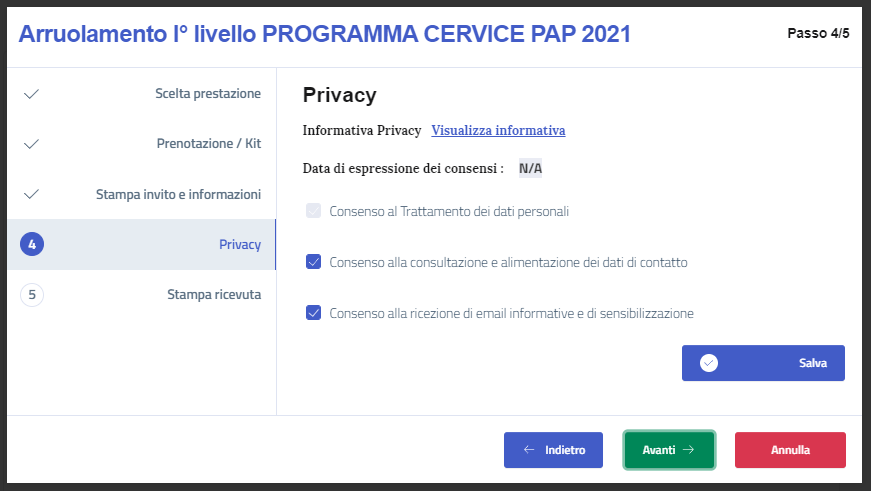 Arruolamento I° livello PROGRAMMA CERVICE PAP 2021
Passo 4/5
Scelta prestazione
Prenotazione / Kit
Stampa invito e informazioni
4 Privacy
5 Stampa ricevuta
Privacy
Informativa Privacy Visualizza informativa
Data di espressione dei consensi : N/A
Consenso al Trattamento dei dati personali
Consenso alla consultazione e alimentazione dei dati di contatto
Consenso alla ricezione di email informative e di sensibilizzazione
Salva
Indietro
Avanti
Annulla